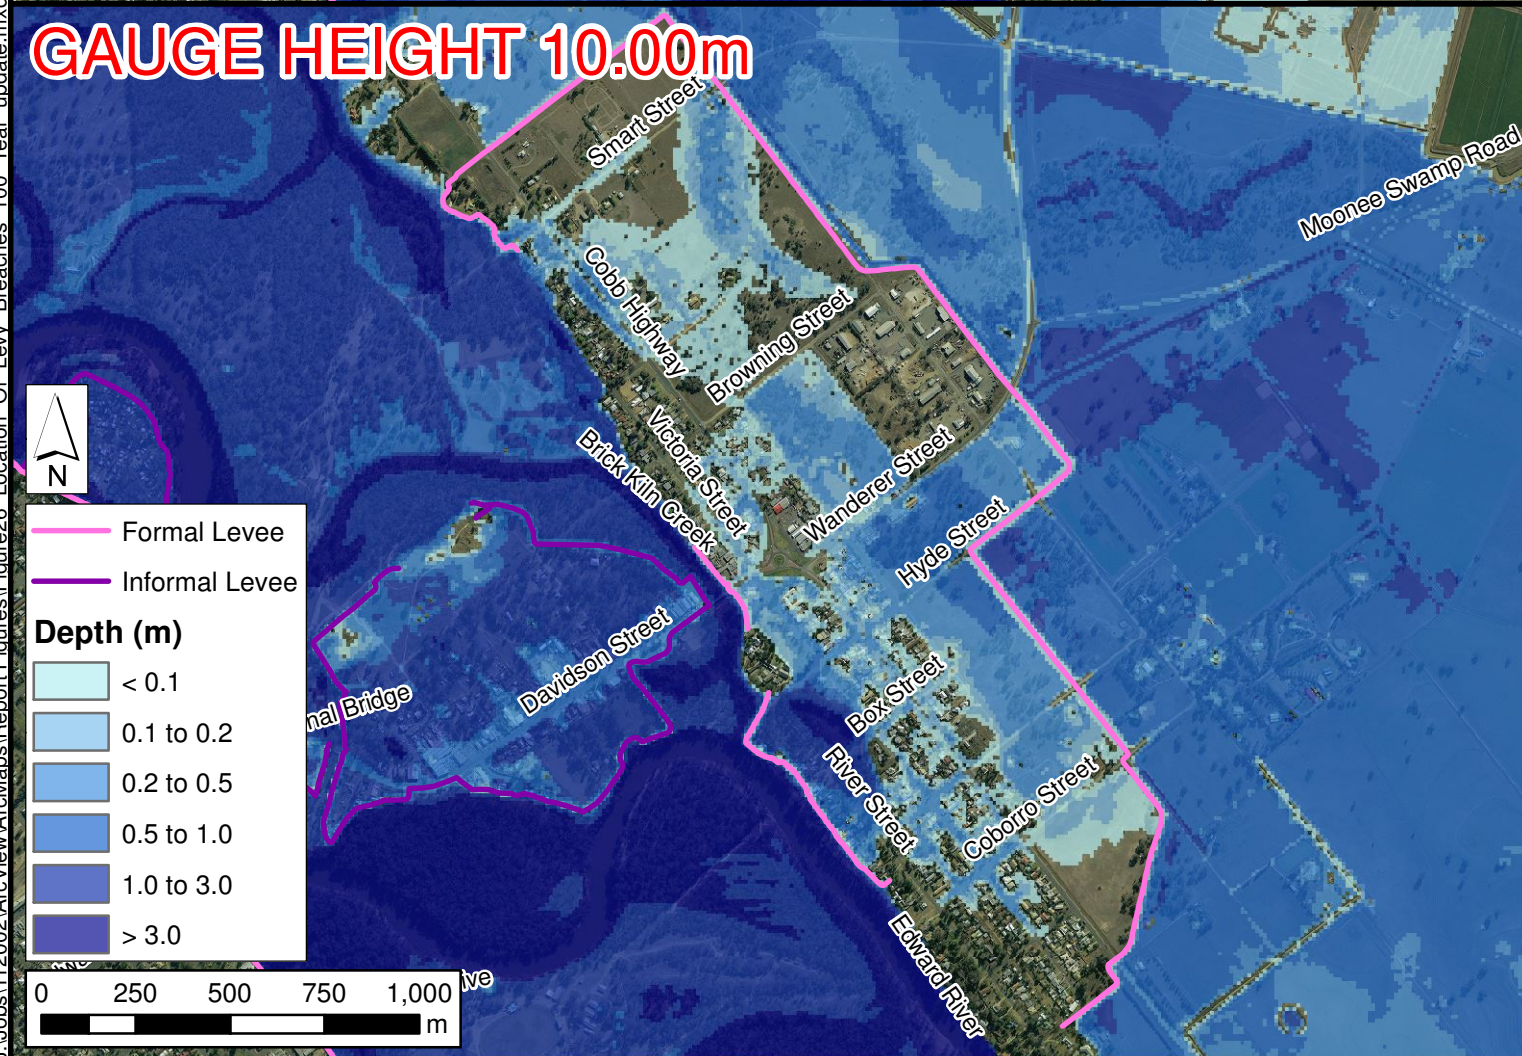 GAUGE HEIGHT 10.00m
Smart Street
Moonee Swamp Road
Cobb Highway
Browning Street
Victoria Street
Brick Kiln Creek
Wanderer Street
Hyde Street
Davidson Street
Box Street
River Street
Coborro Street
Edward River
nal Bridge
ive
N
Formal Levee
Informal Levee
Depth (m)
< 0.1
0.1 to 0.2
0.2 to 0.5
0.5 to 1.0
1.0 to 3.0
> 3.0
0 250 500 750 1,000
m